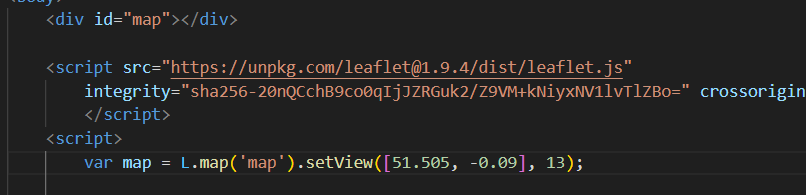 <body>
<div id="map"></div>
<script src="https://unpkg.com/leaflet@1.9.4/dist/leaflet.js"
integrity="sha256-20nQCchB9co0qIjJZRGuk2/Z9VM+kNiyxNV1lvTlZBo=" crossorigin
</script>
<script>
var map = L.map('map').setView([51.505, -0.09], 13);